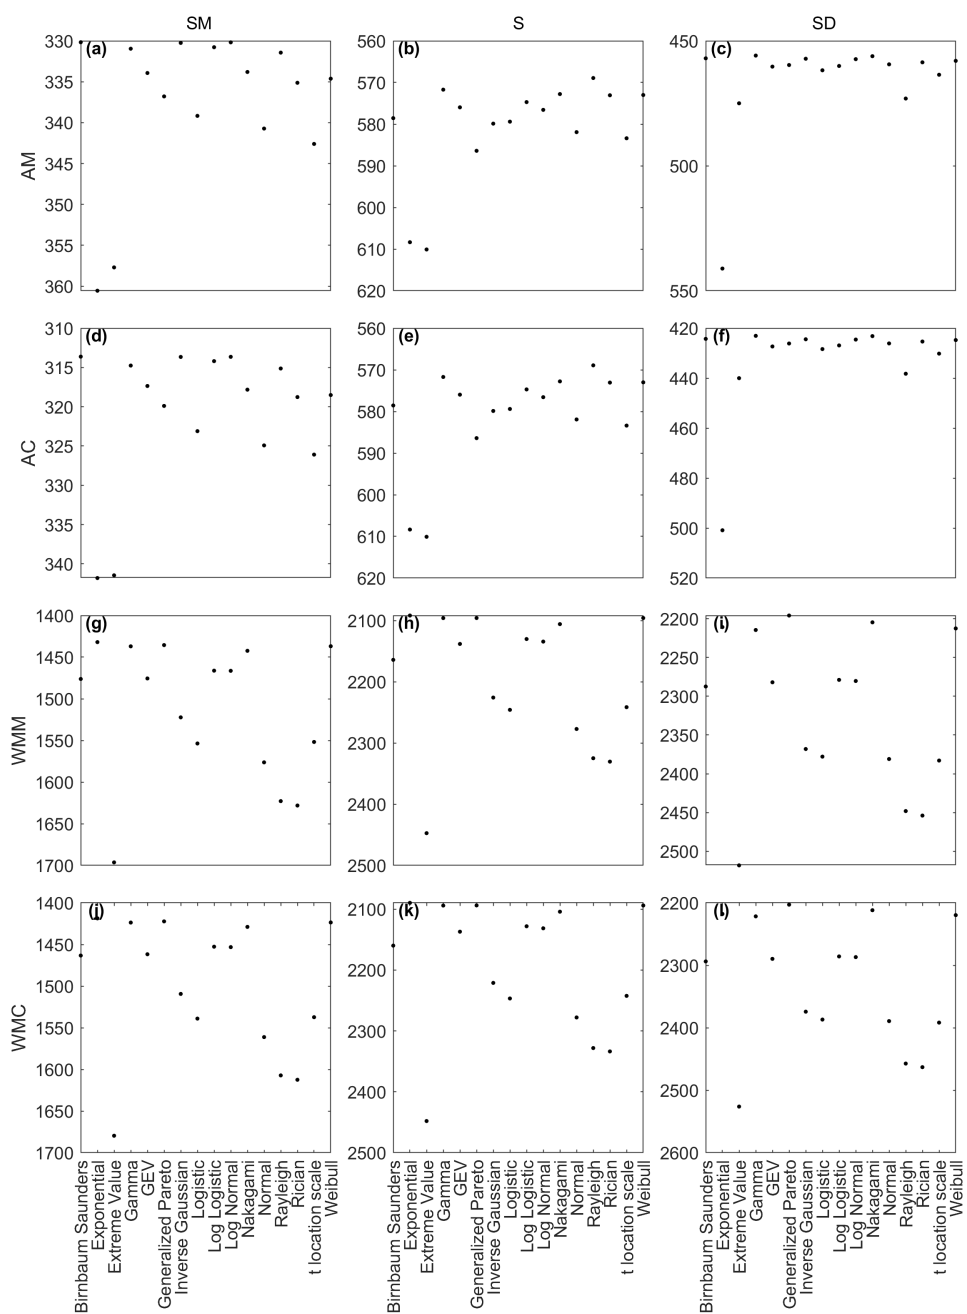 SM S SD
AM
(a)
330
335
340
345
350
355
360
(b)
560
570
580
590
600
610
620
(c)
450
500
550
AC
(d)
310
315
320
325
330
335
340
(e)
560
570
580
590
600
610
620
(f)
420
440
460
480
500
520
WMM
(g)
1400
1450
1500
1550
1600
1650
1700
(h)
2100
2200
2300
2400
2500
(i)
2200
2250
2300
2350
2400
2450
2500
WMC
(j)
1400
1450
1500
1550
1600
1650
1700
(k)
2100
2200
2300
2400
2500
(l)
2200
2300
2400
2500
2600
Birnbaum Saunders
Exponential
Extreme Value
Gamma
GEV
Generalized Pareto
Inverse Gaussian
Logistic
Log Logistic
Log Normal
Nakagami
Normal
Rayleigh
Rician
t location scale
Weibull
Birnbaum Saunders
Exponential
Extreme Value
Gamma
GEV
Generalized Pareto
Inverse Gaussian
Logistic
Log Logistic
Log Normal
Nakagami
Normal
Rayleigh
Rician
t location scale
Weibull
Birnbaum Saunders
Exponential
Extreme Value
Gamma
GEV
Generalized Pareto
Inverse Gaussian
Logistic
Log Logistic
Log Normal
Nakagami
Normal
Rayleigh
Rician
t location scale
Weibull